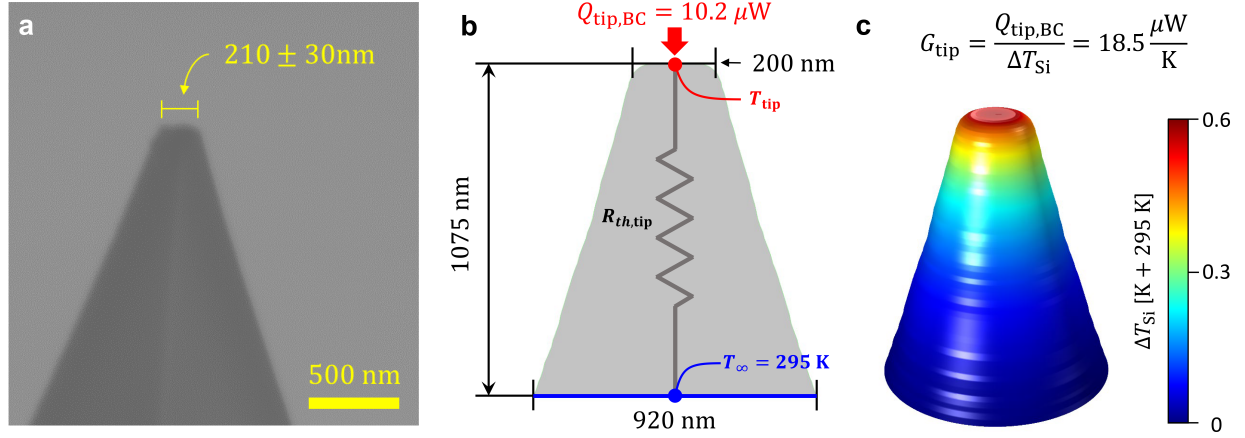 a
210 ± 30nm
500 nm
b
Q_tip,BC = 10.2 μW
200 nm
T_tip
1075 nm
R_th,tip
T_∞ = 295 K
920 nm
c
G_tip = Q_tip,BC / ΔT_Si = 18.5 μW / K
0.6
0.3
0
ΔT_Si [K + 295 K]